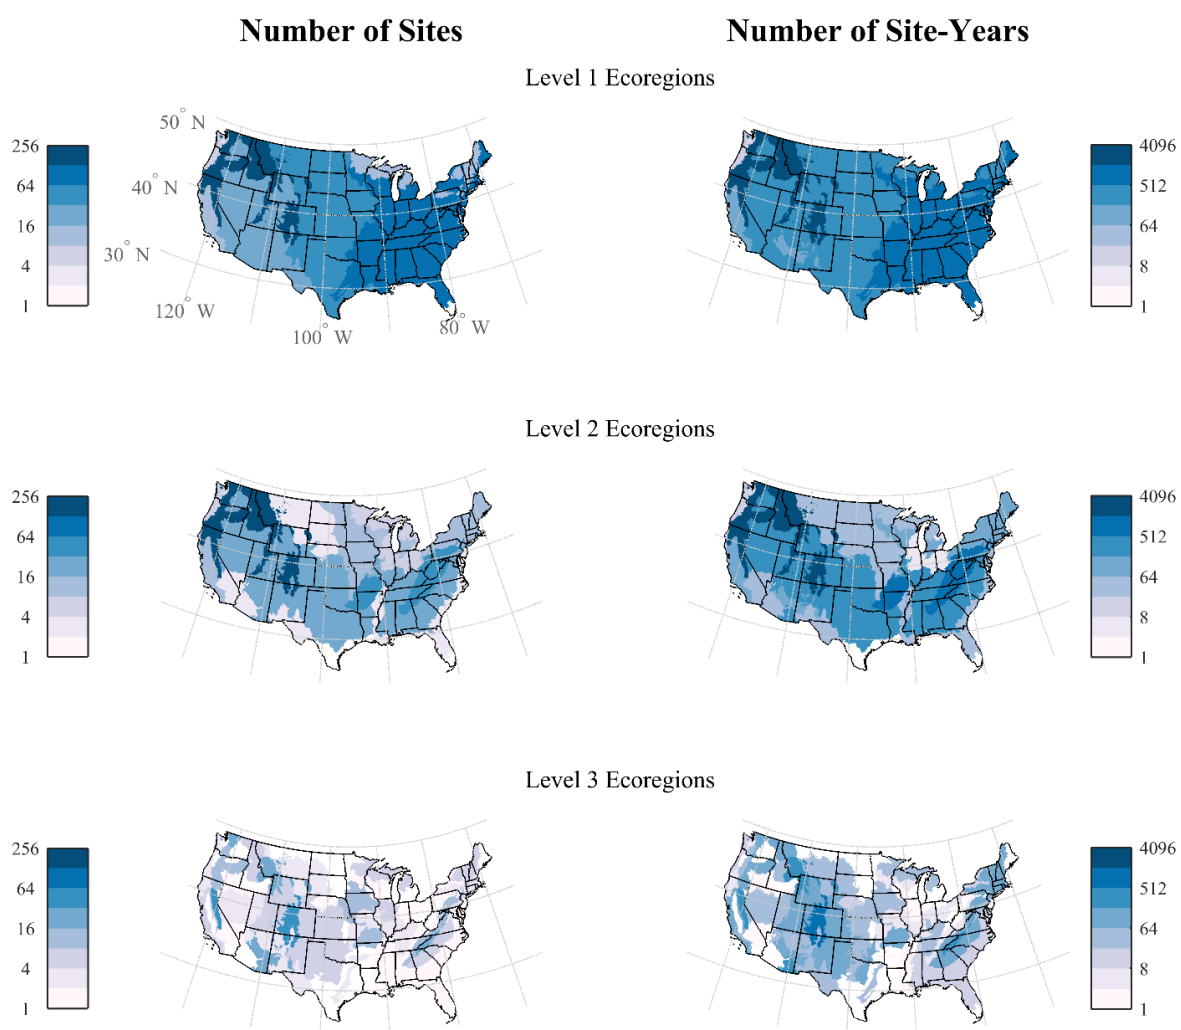 Number of Sites
Number of Site-Years
Level 1 Ecoregions
50° N
40° N
30° N
120° W
100° W
80° W
256
64
16
4
1
4096
512
64
8
1
Level 2 Ecoregions
256
64
16
4
1
4096
512
64
8
1
Level 3 Ecoregions
256
64
16
4
1
4096
512
64
8
1